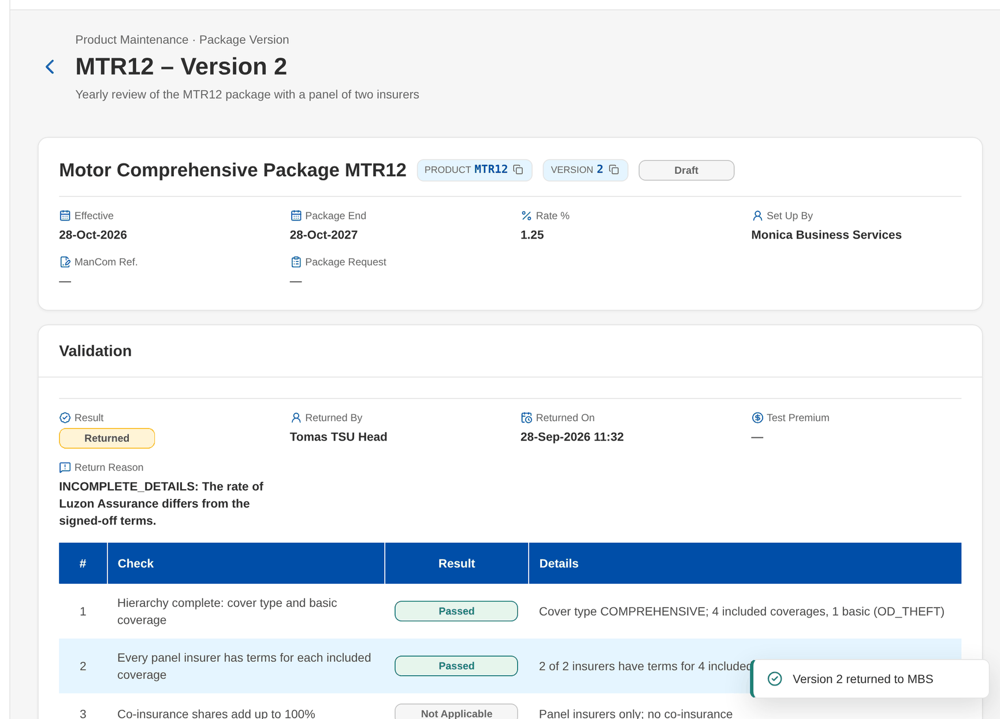 Product Maintenance · Package Version
MTR12 – Version 2
Yearly review of the MTR12 package with a panel of two insurers
Motor Comprehensive Package MTR12
PRODUCT MTR12
VERSION 2
Draft
Effective
28-Oct-2026
Package End
28-Oct-2027
Rate %
1.25
Set Up By
Monica Business Services
ManCom Ref.
—
Package Request
—
Validation
Result
Returned
Returned By
Tomas TSU Head
Returned On
28-Sep-2026 11:32
Test Premium
—
Return Reason
INCOMPLETE_DETAILS: The rate of
Luzon Assurance differs from the
signed-off terms.
# Check Result Details
1
Hierarchy complete: cover type and basic
coverage
Passed
Cover type COMPREHENSIVE; 4 included coverages, 1 basic (OD_THEFT)
2
Every panel insurer has terms for each included
coverage
Passed
2 of 2 insurers have terms for 4 included
Version 2 returned to MBS
3
Co-insurance shares add up to 100%
Not Applicable
Panel insurers only; no co-insurance